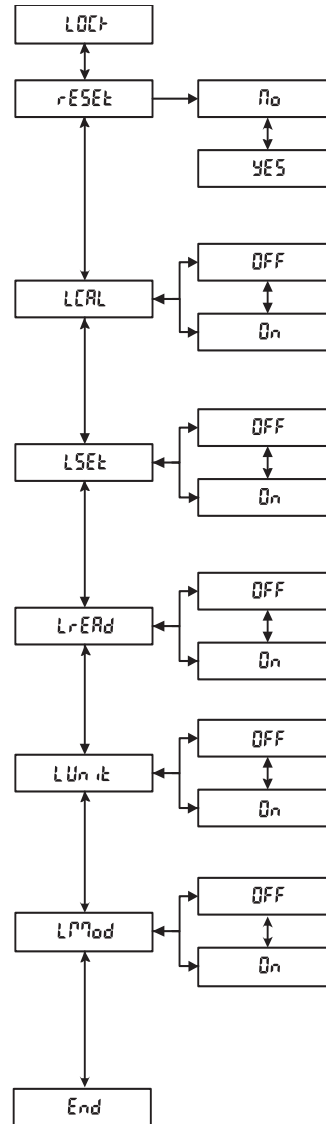 LOCK
rESEt
No
YES
LCAL
OFF
On
LSEt
OFF
On
LrEAd
OFF
On
LUnit
OFF
On
LMod
OFF
On
End